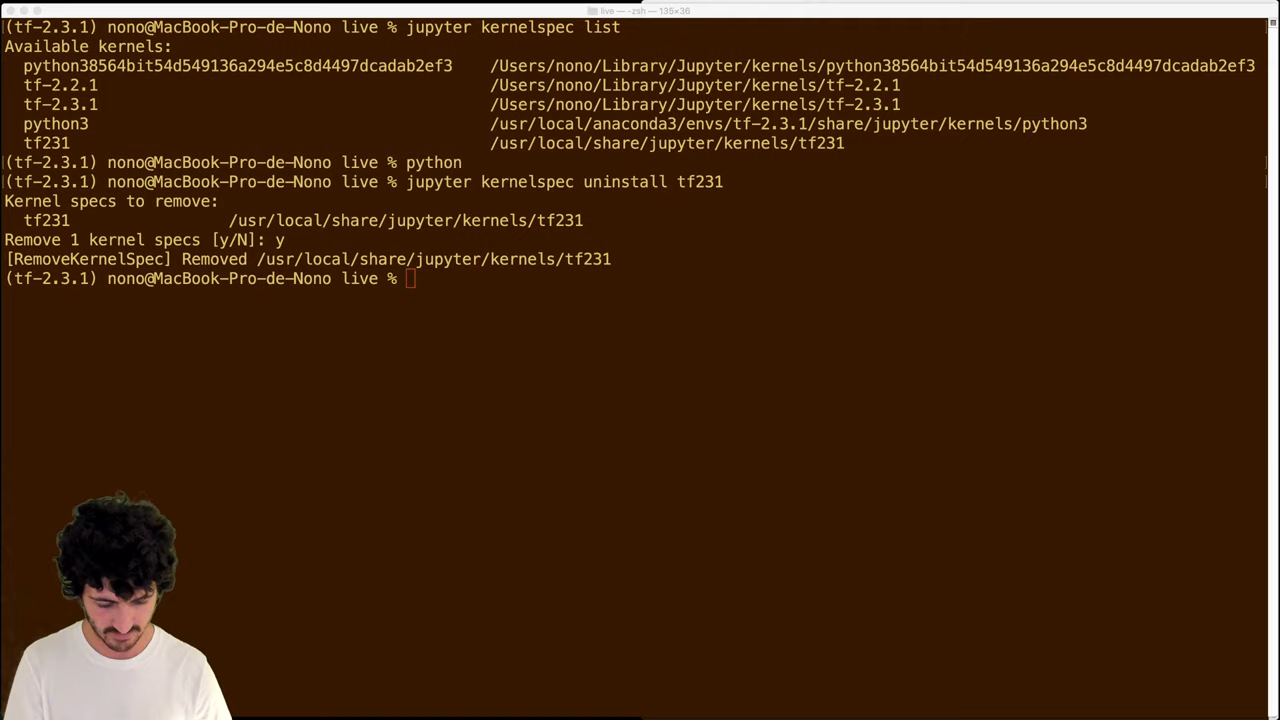 live — -zsh — 135×36
(tf-2.3.1) nono@MacBook-Pro-de-Nono live % jupyter kernelspec list
Available kernels:
python38564bit54d549136a294e5c8d4497dcadab2ef3 /Users/nono/Library/Jupyter/kernels/python38564bit54d549136a294e5c8d4497dcadab2ef3
tf-2.2.1 /Users/nono/Library/Jupyter/kernels/tf-2.2.1
tf-2.3.1 /Users/nono/Library/Jupyter/kernels/tf-2.3.1
python3 /usr/local/anaconda3/envs/tf-2.3.1/share/jupyter/kernels/python3
tf231 /usr/local/share/jupyter/kernels/tf231
(tf-2.3.1) nono@MacBook-Pro-de-Nono live % python
(tf-2.3.1) nono@MacBook-Pro-de-Nono live % jupyter kernelspec uninstall tf231
Kernel specs to remove:
tf231 /usr/local/share/jupyter/kernels/tf231
Remove 1 kernel specs [y/N]: y
[RemoveKernelSpec] Removed /usr/local/share/jupyter/kernels/tf231
(tf-2.3.1) nono@MacBook-Pro-de-Nono live %